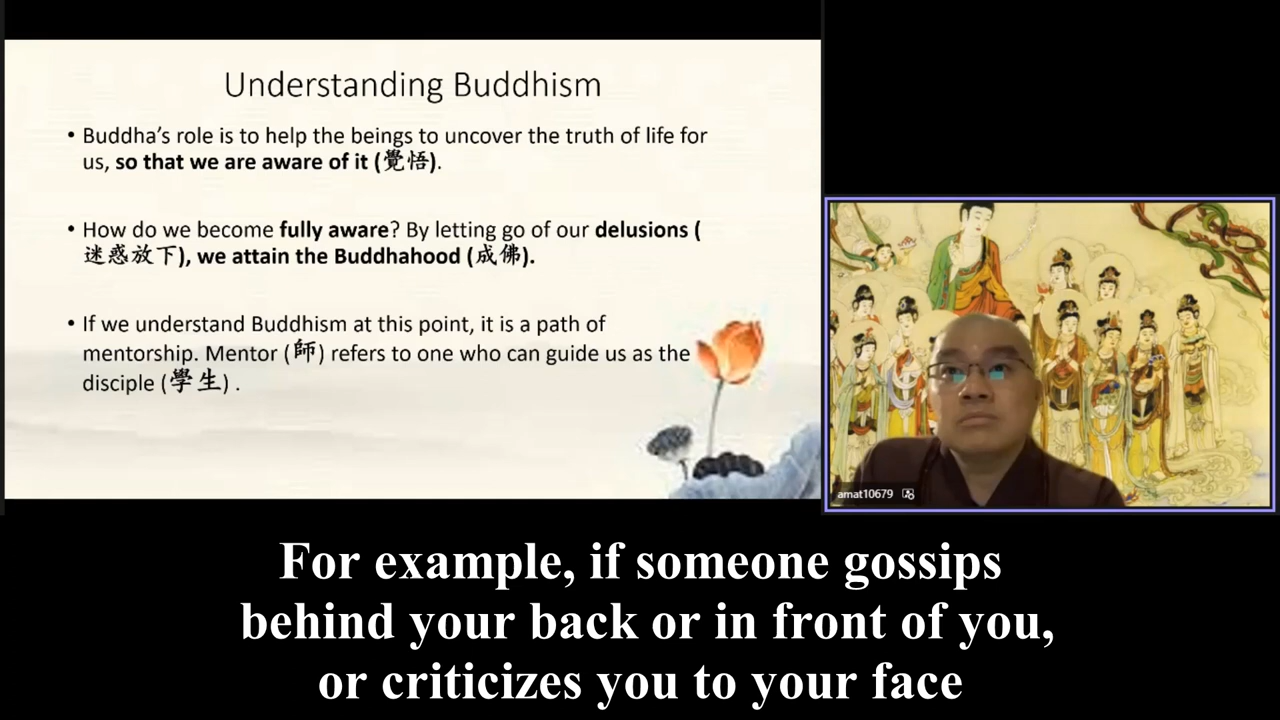 Understanding Buddhism
• Buddha's role is to help the beings to uncover the truth of life for
us, so that we are aware of it (覺悟).
• How do we become fully aware? By letting go of our delusions (
迷惑放下), we attain the Buddhahood (成佛).
• If we understand Buddhism at this point, it is a path of
mentorship. Mentor (師) refers to one who can guide us as the
disciple (學生) .
amat10679
For example, if someone gossips
behind your back or in front of you,
or criticizes you to your face